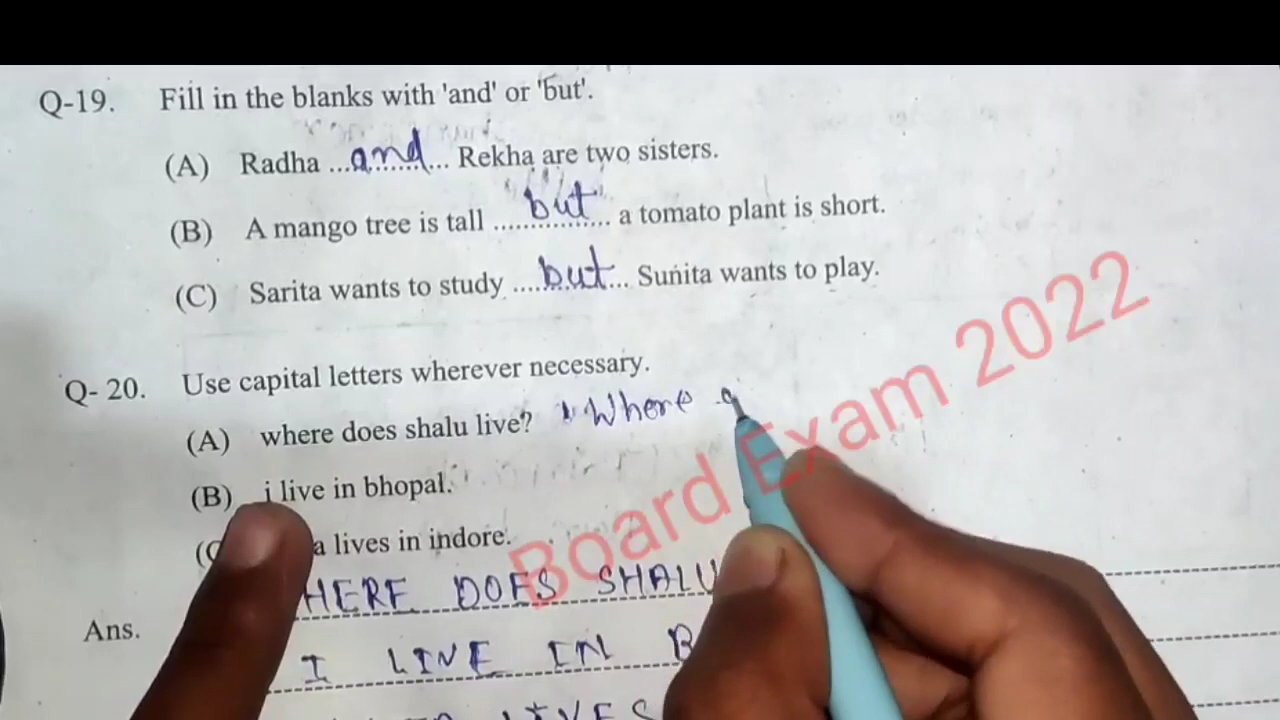 Q-19. Fill in the blanks with 'and' or 'but'.
(A) Radha ...and... Rekha are two sisters.
(B) A mango tree is tall ...but... a tomato plant is short.
(C) Sarita wants to study ...but... Sunita wants to play.
Q- 20. Use capital letters wherever necessary.
(A) where does shalu live? Where
(B) i live in bhopal.
lives in indore.
DOES SHALU
Ans.
I LIVE IN
LIVES
Board Exam 2022